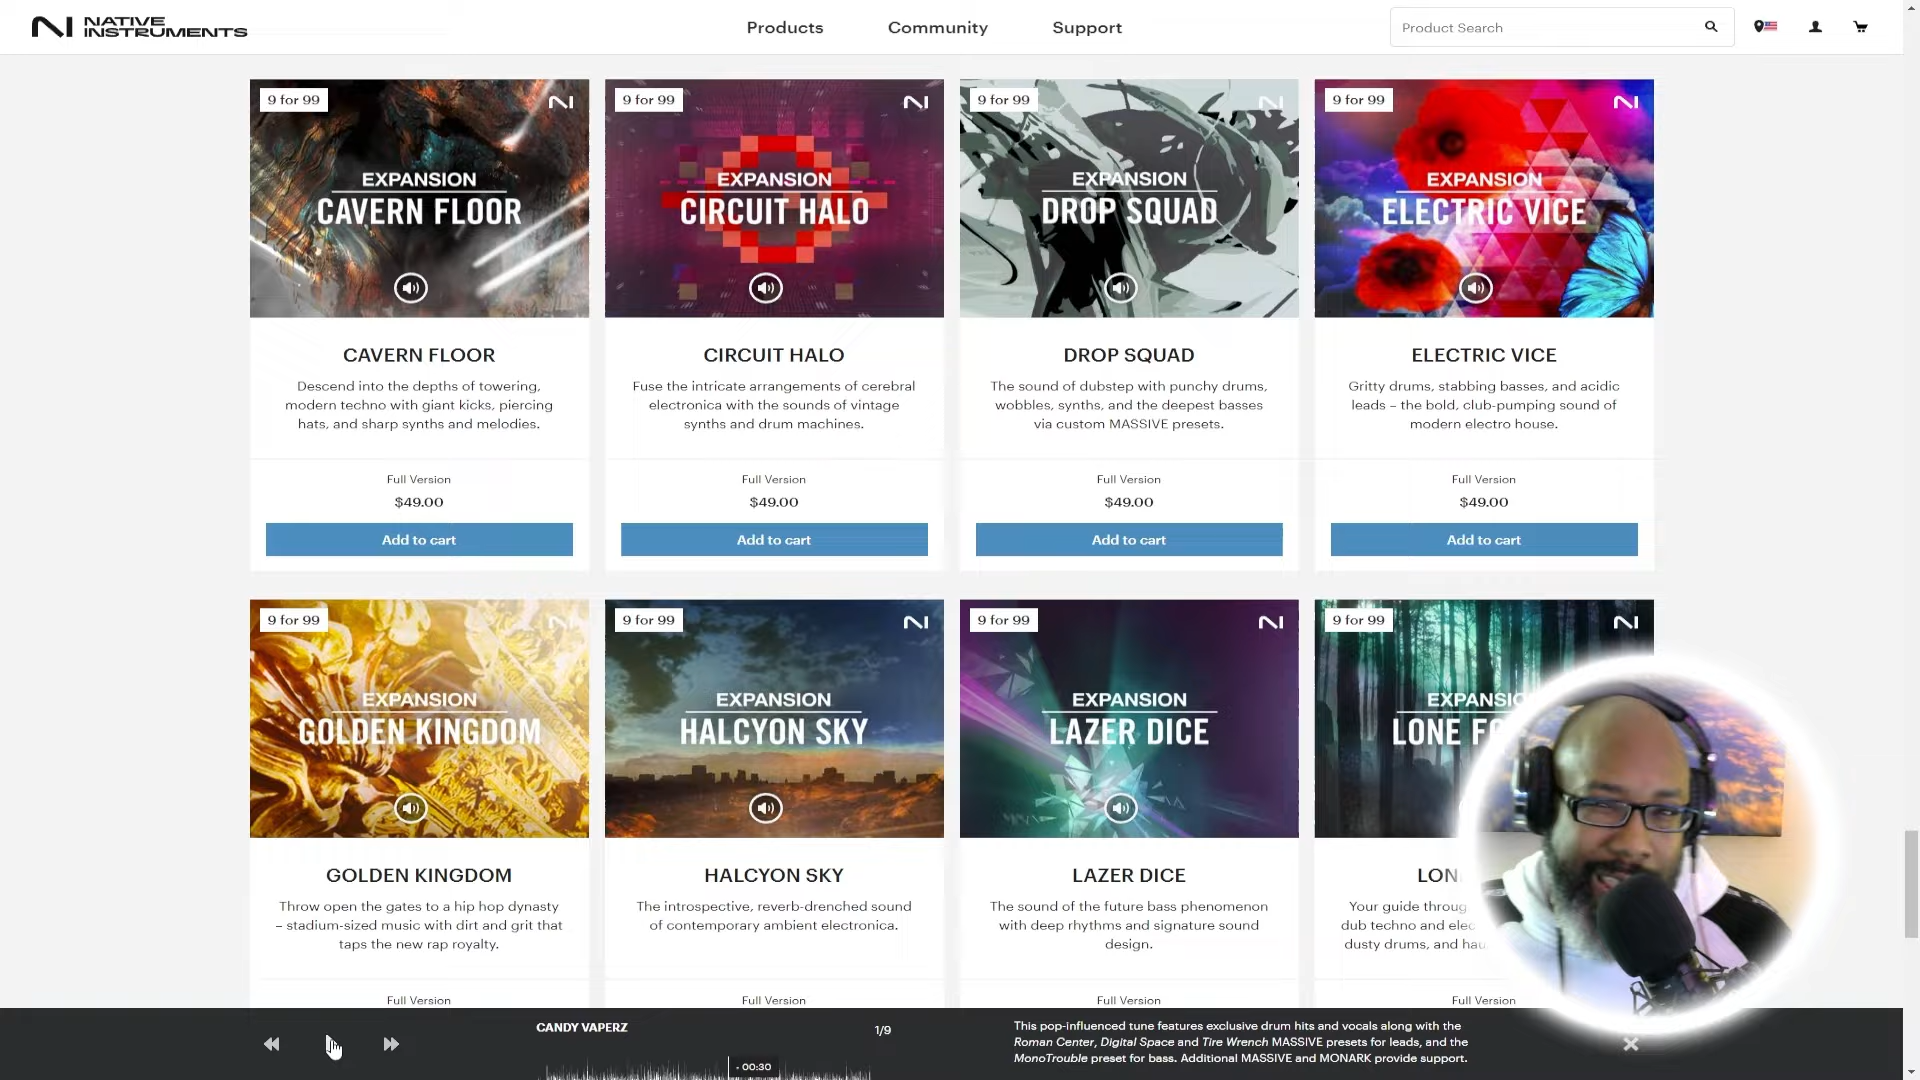 NATIVE
INSTRUMENTS
Products
Community
Support
Product Search
9 for 99
EXPANSION
CAVERN FLOOR
9 for 99
EXPANSION
CIRCUIT HALO
9 for 99
EXPANSION
DROP SQUAD
9 for 99
EXPANSION
ELECTRIC VICE
CAVERN FLOOR
Descend into the depths of towering,
modern techno with giant kicks, piercing
hats, and sharp synths and melodies.
Full Version
$49.00
Add to cart
CIRCUIT HALO
Fuse the intricate arrangements of cerebral
electronica with the sounds of vintage
synths and drum machines.
Full Version
$49.00
Add to cart
DROP SQUAD
The sound of dubstep with punchy drums,
wobbles, synths, and the deepest basses
via custom MASSIVE presets.
Full Version
$49.00
Add to cart
ELECTRIC VICE
Gritty drums, stabbing basses, and acidic
leads – the bold, club-pumping sound of
modern electro house.
Full Version
$49.00
Add to cart
9 for 99
EXPANSION
GOLDEN KINGDOM
9 for 99
EXPANSION
HALCYON SKY
9 for 99
EXPANSION
LAZER DICE
9 for 99
LONE
GOLDEN KINGDOM
Throw open the gates to a hip hop dynasty
– stadium-sized music with dirt and grit that
taps the new rap royalty.
Full Version
HALCYON SKY
The introspective, reverb-drenched sound
of contemporary ambient electronica.
Full Version
LAZER DICE
The sound of the future bass phenomenon
with deep rhythms and signature sound
design.
Full Version
Your guide
dub techno and
dusty drums, and
Full Version
CANDY VAPERZ
1/9
- 00:30
This pop-influenced tune features exclusive drum hits and vocals along with the
Roman Center, Digital Space and Tire Wrench MASSIVE presets for leads, and the
MonoTrouble preset for bass. Additional MASSIVE and MONARK provide support.